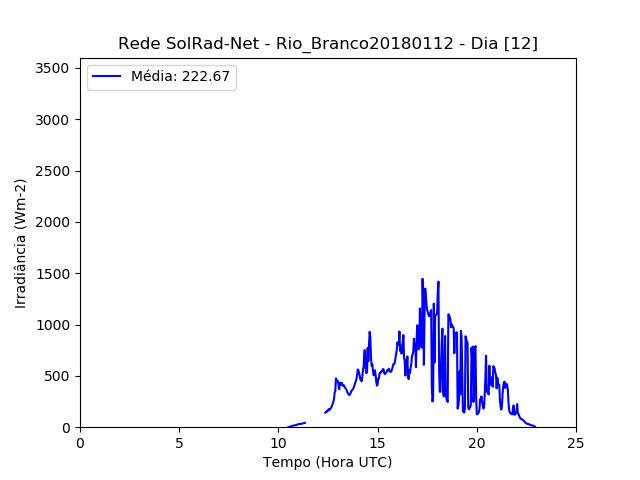 Rede SolRad-Net - Rio_Branco20180112 - Dia [12]
Média: 222.67
Irradiância (Wm-2)
3500
3000
2500
2000
1500
1000
500
0
0 5 10 15 20 25
Tempo (Hora UTC)